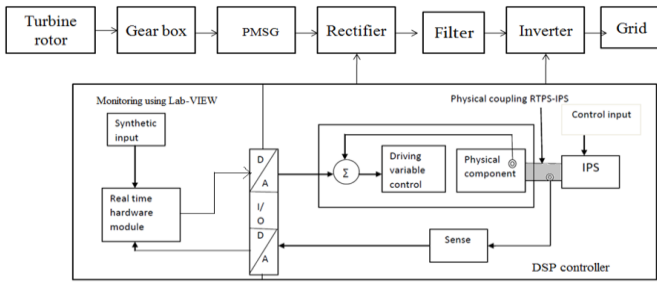 Turbine
rotor
Gear box
PMSG
Rectifier
Filter
Inverter
Grid
Monitoring using Lab-VIEW
Physical coupling RTPS-IPS
Synthetic
input
Control input
D
A
Σ
Driving
variable
control
Physical
component
IPS
Real time
hardware
module
I/
O
D
A
Sense
DSP controller